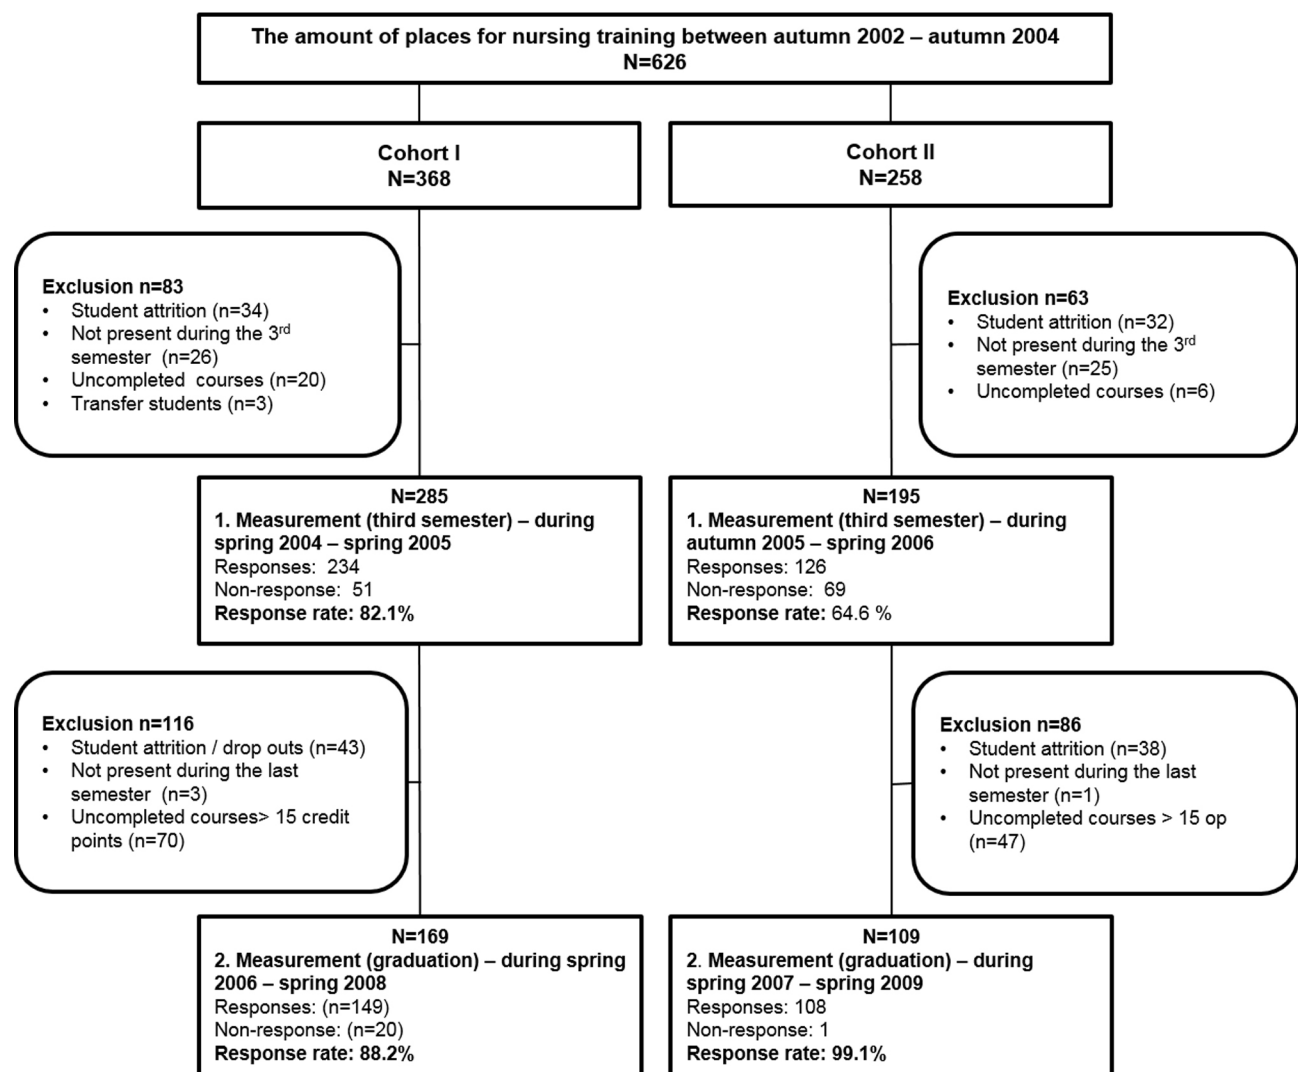 The amount of places for nursing training between autumn 2002 – autumn 2004
N=626
Cohort I
N=368
Cohort II
N=258
Exclusion n=83
• Student attrition (n=34)
• Not present during the 3rd
semester (n=26)
• Uncompleted courses (n=20)
• Transfer students (n=3)
Exclusion n=63
• Student attrition (n=32)
• Not present during the 3rd
semester (n=25)
• Uncompleted courses (n=6)
N=285
1. Measurement (third semester) – during
spring 2004 – spring 2005
Responses: 234
Non-response: 51
Response rate: 82.1%
N=195
1. Measurement (third semester) – during
autumn 2005 – spring 2006
Responses: 126
Non-response: 69
Response rate: 64.6 %
Exclusion n=116
• Student attrition / drop outs (n=43)
• Not present during the last
semester (n=3)
• Uncompleted courses> 15 credit
points (n=70)
Exclusion n=86
• Student attrition (n=38)
• Not present during the last
semester (n=1)
• Uncompleted courses > 15 op
(n=47)
N=169
2. Measurement (graduation) – during spring
2006 – spring 2008
Responses: (n=149)
Non-response: (n=20)
Response rate: 88.2%
N=109
2. Measurement (graduation) – during
spring 2007 – spring 2009
Responses: 108
Non-response: 1
Response rate: 99.1%